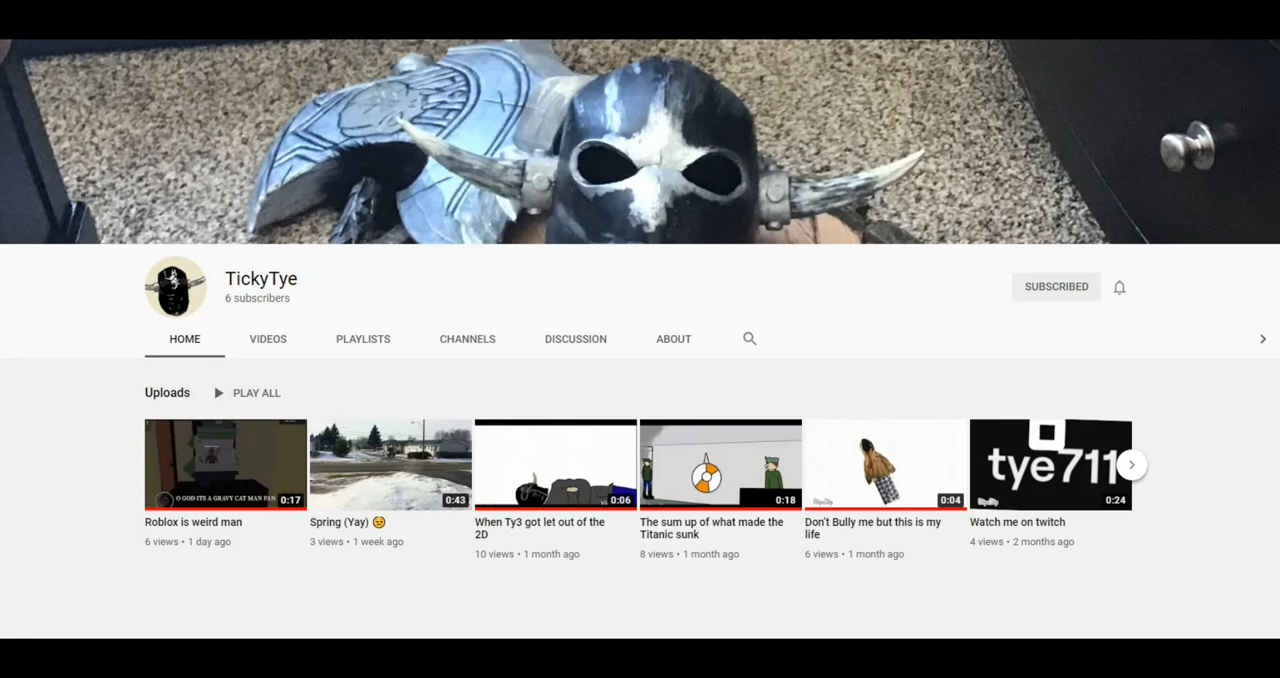 TickyTye
6 subscribers
SUBSCRIBED
HOME VIDEOS PLAYLISTS CHANNELS DISCUSSION ABOUT
Uploads PLAY ALL
O GOD ITS A GRAVY CAT MAN FAN
0:17
Roblox is weird man
6 views • 1 day ago
0:43
Spring (Yay) 😣
3 views • 1 week ago
0:06
When Ty3 got let out of the
2D
10 views • 1 month ago
0:18
The sum up of what made the
Titanic sunk
8 views • 1 month ago
0:04
Don't Bully me but this is my
life
6 views • 1 month ago
tye711
0:24
Watch me on twitch
4 views • 2 months ago